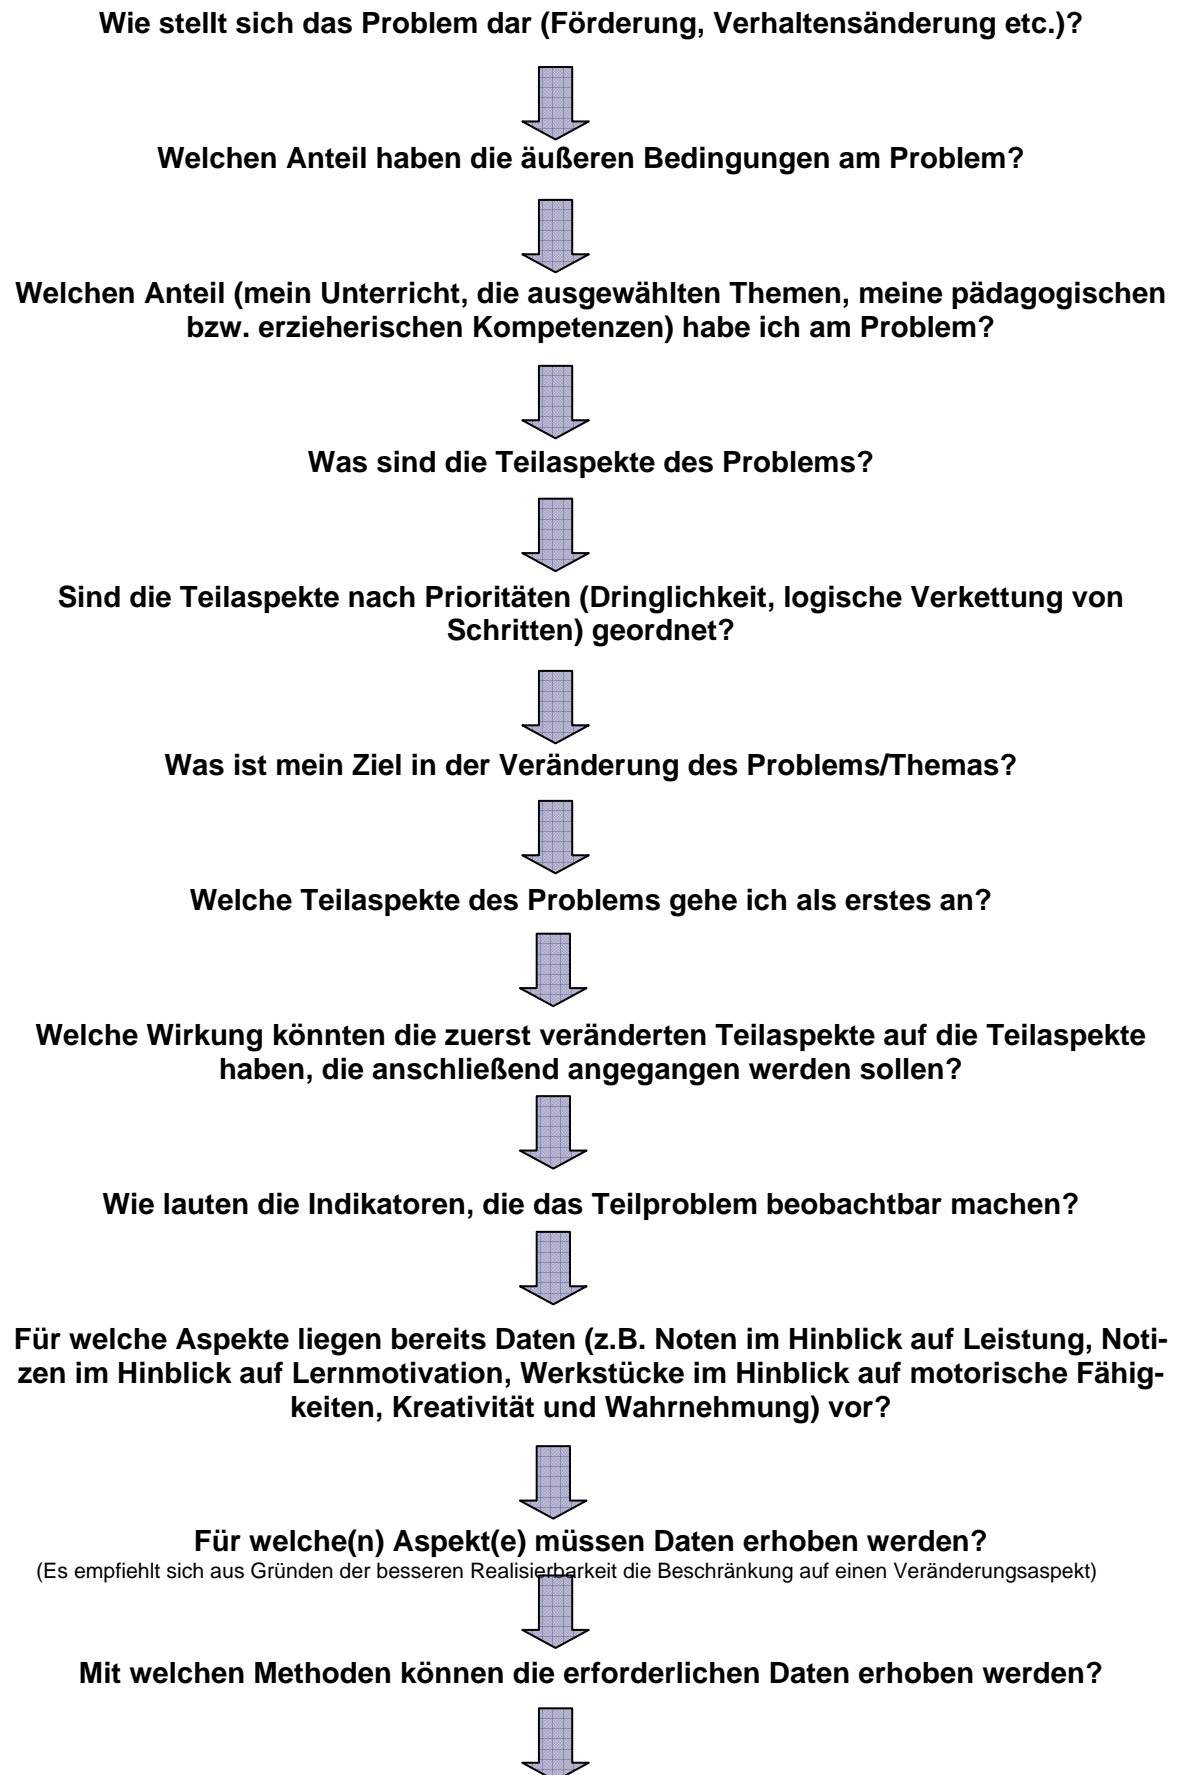 Wie stellt sich das Problem dar (Förderung, Verhaltensänderung etc.)?
Welchen Anteil haben die äußeren Bedingungen am Problem?
Welchen Anteil (mein Unterricht, die ausgewählten Themen, meine pädagogischen
bzw. erzieherischen Kompetenzen) habe ich am Problem?
Was sind die Teilaspekte des Problems?
Sind die Teilaspekte nach Prioritäten (Dringlichkeit, logische Verkettung von
Schritten) geordnet?
Was ist mein Ziel in der Veränderung des Problems/Themas?
Welche Teilaspekte des Problems gehe ich als erstes an?
Welche Wirkung könnten die zuerst veränderten Teilaspekte auf die Teilaspekte
haben, die anschließend angegangen werden sollen?
Wie lauten die Indikatoren, die das Teilproblem beobachtbar machen?
Für welche Aspekte liegen bereits Daten (z.B. Noten im Hinblick auf Leistung, Noti-
zen im Hinblick auf Lernmotivation, Werkstücke im Hinblick auf motorische Fähig-
keiten, Kreativität und Wahrnehmung) vor?
Für welche(n) Aspekt(e) müssen Daten erhoben werden?
(Es empfiehlt sich aus Gründen der besseren Realisierbarkeit die Beschränkung auf einen Veränderungsaspekt)
Mit welchen Methoden können die erforderlichen Daten erhoben werden?